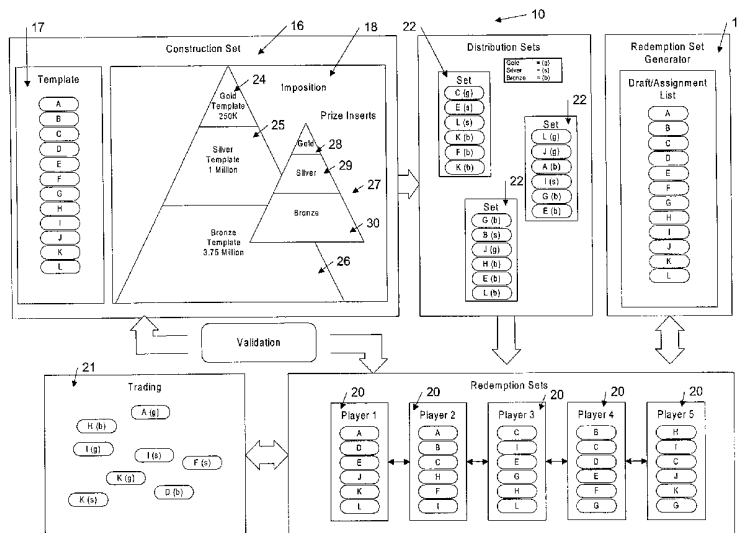 10
17
Construction Set
16
18
22
Distribution Sets
Redemption Set
Generator
1
Template
A
B
C
D
E
F
G
H
I
J
K
L
24
Imposition
Gold
Template
250K
25
Prize Inserts
Silver
Template
1 Million
Gold
28
Silver
29
27
Bronze
30
Bronze
Template
3.75 Million
26
Gold = (g)
Silver = (s)
Bronze = (b)
Set
C (g)
E (s)
L (s)
K (b)
F (b)
K (b)
22
Set
L (g)
J (g)
A (b)
I (s)
G (b)
E (b)
22
Set
G (b)
B (s)
J (g)
H (b)
E (b)
L (b)
Draft/Assignment
List
A
B
C
D
E
F
G
H
I
J
K
L
Validation
21
Trading
A (g)
H (b)
I (g)
I (s)
F (s)
K (g)
D (b)
K (s)
Redemption Sets
20
Player 1
A
D
E
J
K
L
20
Player 2
A
B
C
H
F
I
20
Player 3
C
I
E
G
H
L
20
Player 4
B
C
D
E
F
G
20
Player 5
H
I
C
J
K
G